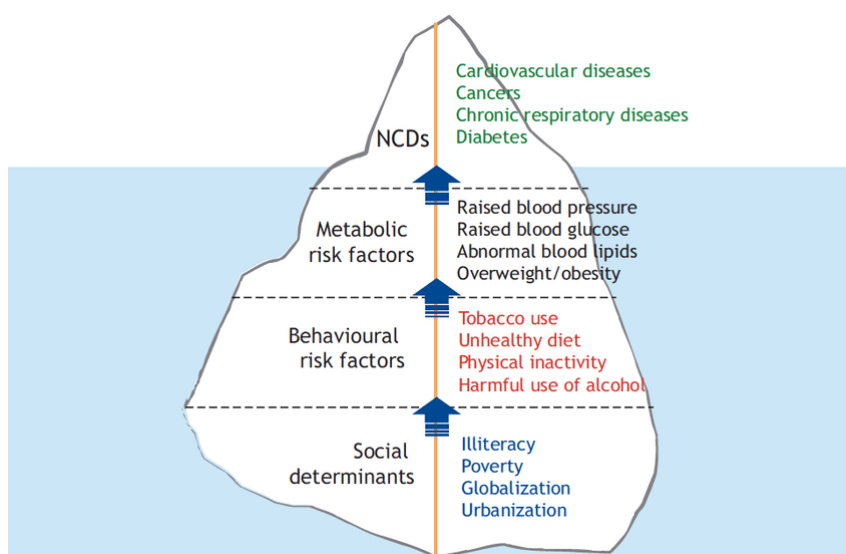 NCDs
Cardiovascular diseases
Cancers
Chronic respiratory diseases
Diabetes
Metabolic
risk factors
Raised blood pressure
Raised blood glucose
Abnormal blood lipids
Overweight/obesity
Behavioural
risk factors
Tobacco use
Unhealthy diet
Physical inactivity
Harmful use of alcohol
Social
determinants
Illiteracy
Poverty
Globalization
Urbanization